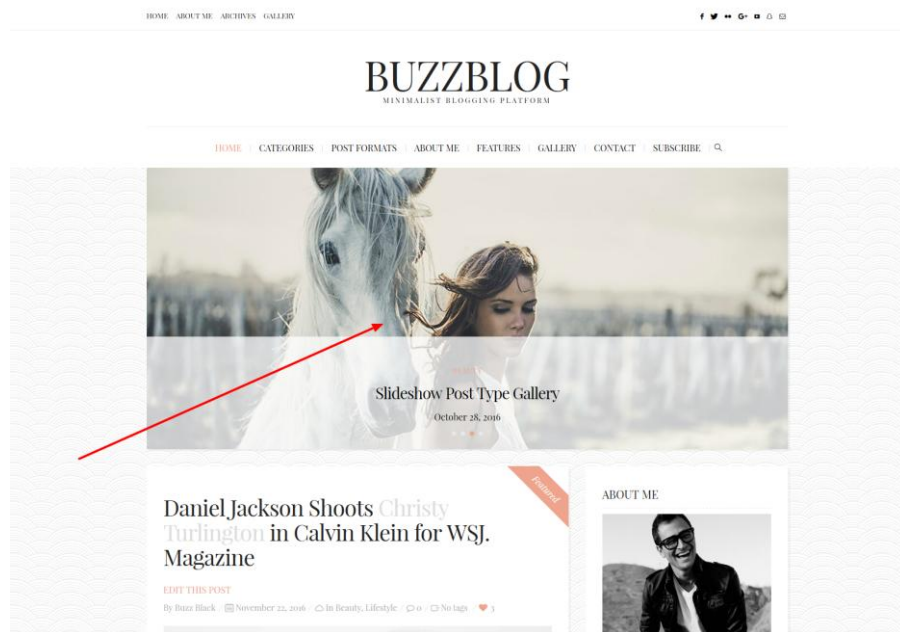 HOME ABOUT ME ARCHIVES GALLERY
BUZZBLOG
MINIMALIST BLOGGING PLATFORM
HOME CATEGORIES POST FORMATS ABOUT ME FEATURES GALLERY CONTACT SUBSCRIBE
BEAUTY
Slideshow Post Type Gallery
October 28, 2016
Featured
Daniel Jackson Shoots Christy
Turlington in Calvin Klein for WSJ.
Magazine
EDIT THIS POST
By Buzz Black / November 22, 2016 / In Beauty, Lifestyle / 0 / No tags / 3
ABOUT ME